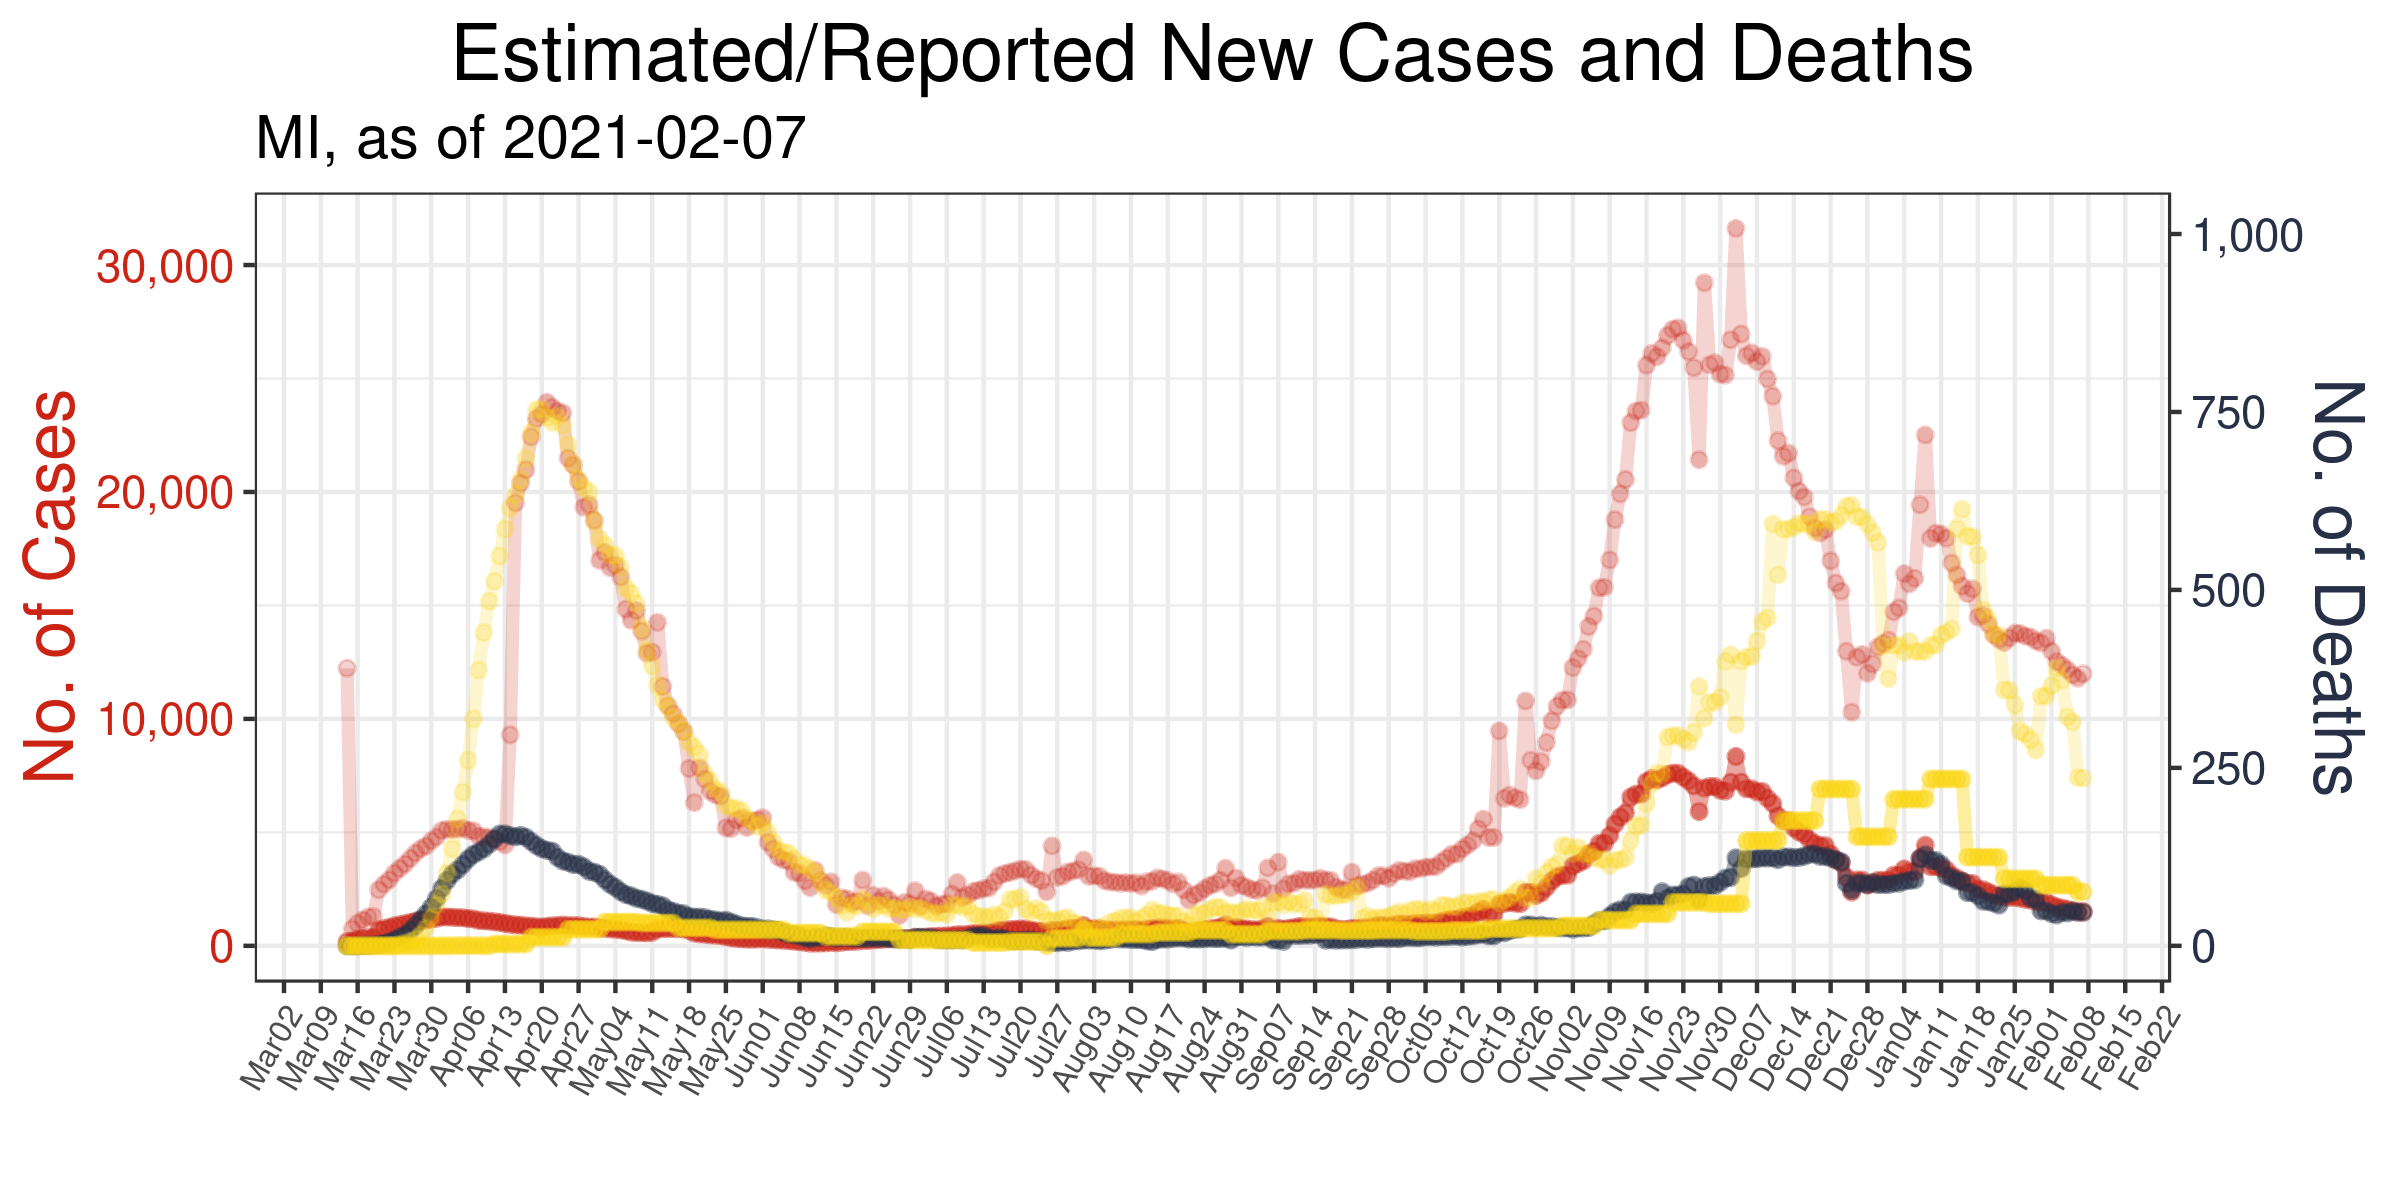 Estimated/Reported New Cases and Deaths
MI, as of 2021-02-07
No. of Cases
30,000
20,000
10,000
0
1,000
750
500
250
0
No. of Deaths
Mar02
Mar09
Mar16
Mar23
Mar30
Apr06
Apr13
Apr20
Apr27
May04
May11
May18
May25
Jun01
Jun08
Jun15
Jun22
Jun29
Jul06
Jul13
Jul20
Jul27
Aug03
Aug10
Aug17
Aug24
Aug31
Sep07
Sep14
Sep21
Sep28
Oct05
Oct12
Oct19
Oct26
Nov02
Nov09
Nov16
Nov23
Nov30
Dec07
Dec14
Dec21
Dec28
Jan04
Jan11
Jan18
Jan25
Feb01
Feb08
Feb15
Feb22